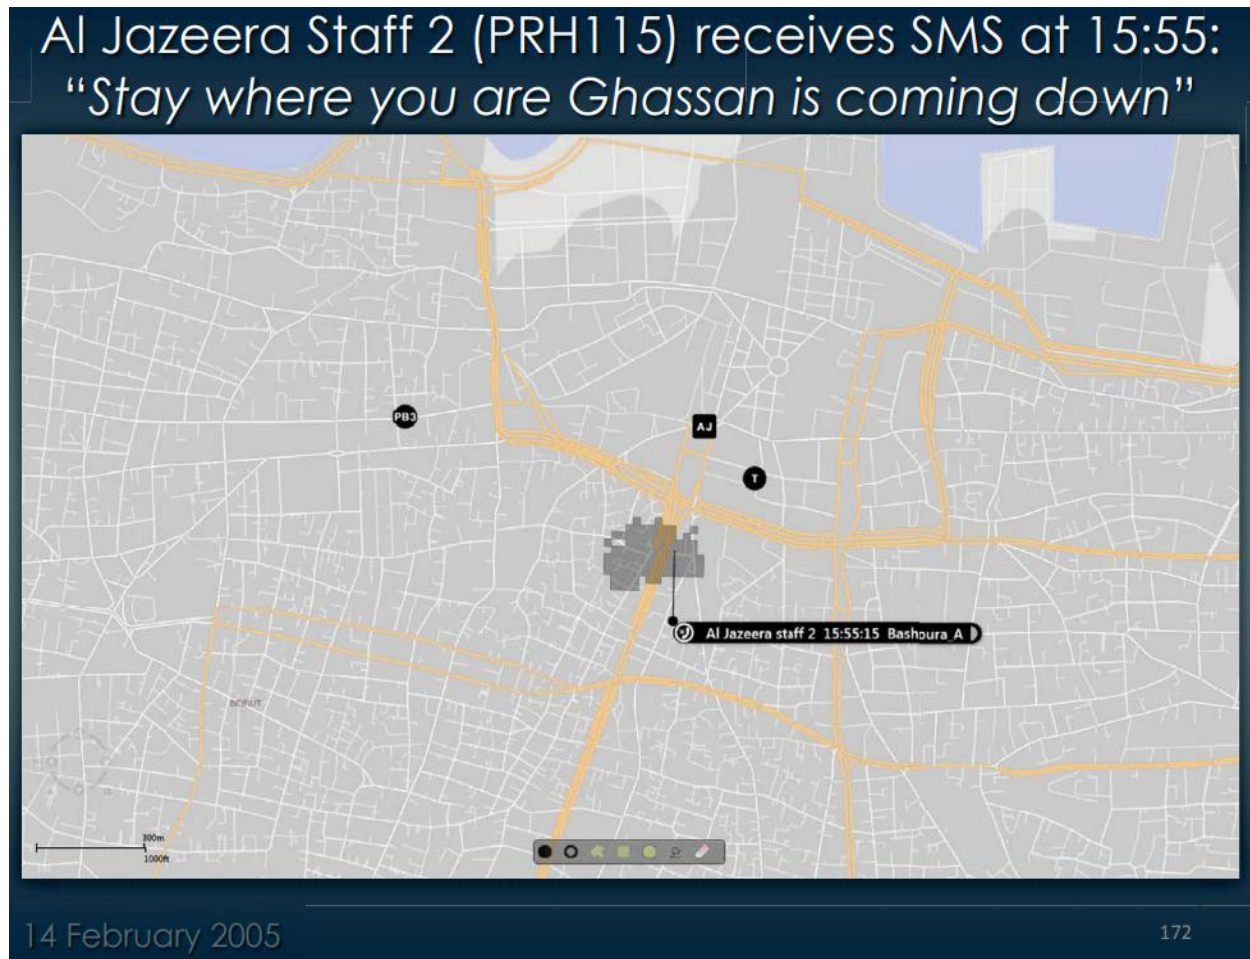 Al Jazeera Staff 2 (PRH115) receives SMS at 15:55:
“Stay where you are Ghassan is coming down”
PB3
AJ
T
Al Jazeera staff 2 15:55:15 Bashoura_A
BEIRUT
300m
1000ft
14 February 2005
172